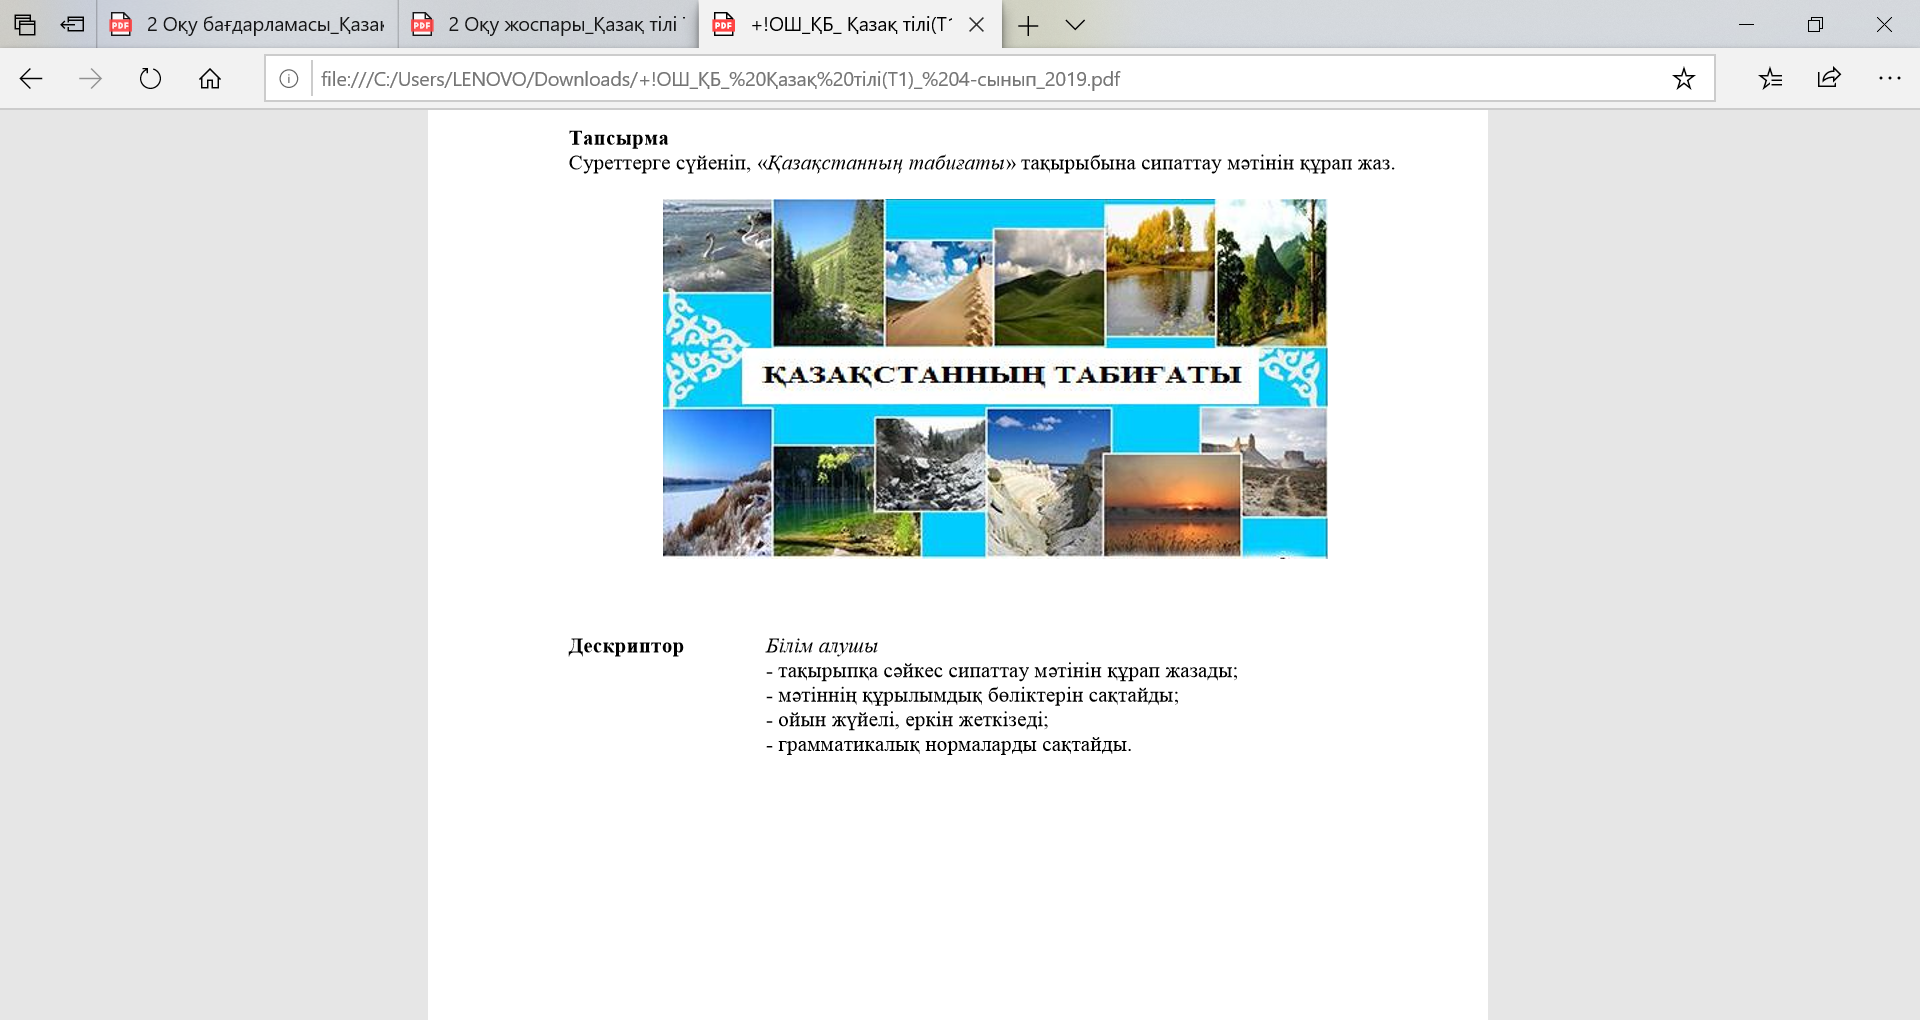 2 Оқу бағдарламасы_Қазақ
2 Оқу жоспары_Қазақ тілі
+!ОШ_ҚБ_ Қазақ тілі(Т1
file:///C:/Users/LENOVO/Downloads/+!ОШ_ҚБ_%20Қазақ%20тілі(Т1)_%204-сынып_2019.pdf
Тапсырма
Суреттерге сүйеніп, «Қазақстанның табиғаты» тақырыбына сипаттау мәтінін құрап жаз.
ҚАЗАҚСТАННЫҢ ТАБИҒАТЫ
Дескриптор Білім алушы
- тақырыпқа сәйкес сипаттау мәтінін құрап жазады;
- мәтіннің құрылымдық бөліктерін сақтайды;
- ойын жүйелі, еркін жеткізеді;
- грамматикалық нормаларды сақтайды.